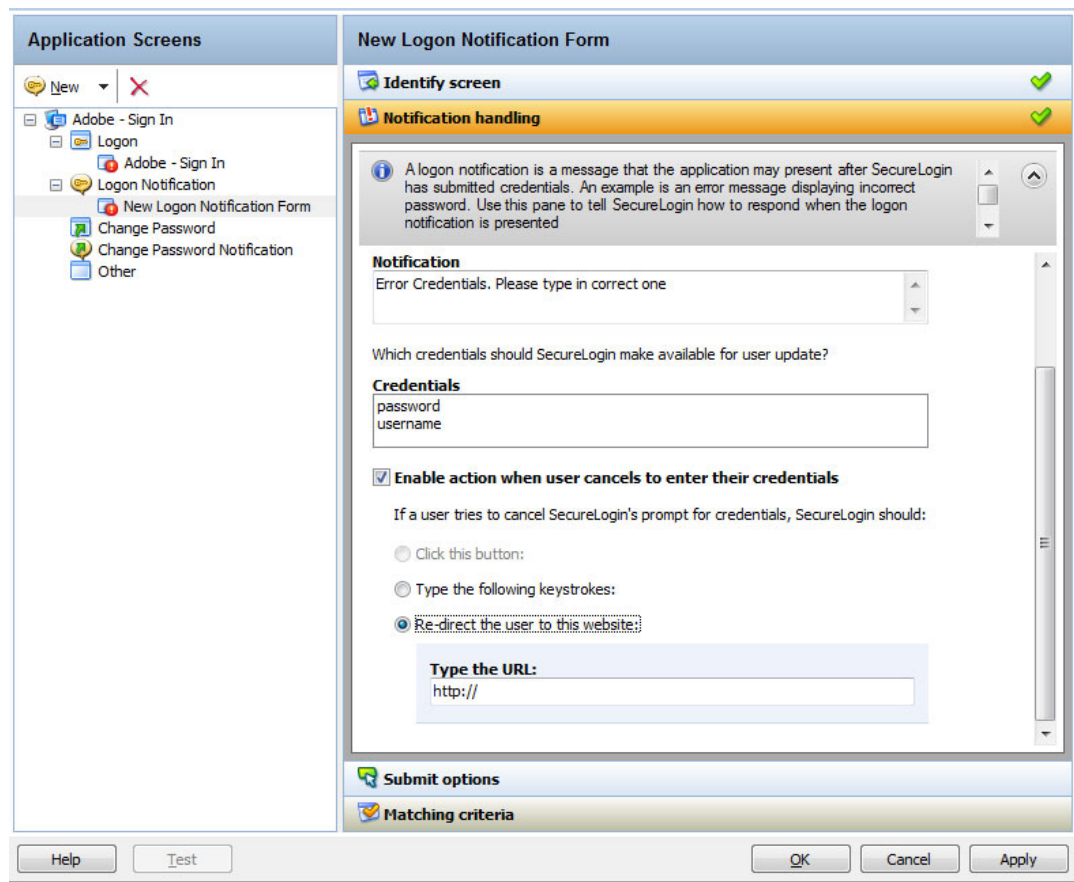 Application Screens
New
Adobe - Sign In
Logon
Adobe - Sign In
Logon Notification
New Logon Notification Form
Change Password
Change Password Notification
Other
New Logon Notification Form
Identify screen
Notification handling
A logon notification is a message that the application may present after SecureLogin
has submitted credentials. An example is an error message displaying incorrect
password. Use this pane to tell SecureLogin how to respond when the logon
notification is presented
Notification
Error Credentials. Please type in correct one
Which credentials should SecureLogin make available for user update?
Credentials
password
username
Enable action when user cancels to enter their credentials
If a user tries to cancel SecureLogin's prompt for credentials, SecureLogin should:
Click this button:
Type the following keystrokes:
Re-direct the user to this website:
Type the URL:
http://
Submit options
Matching criteria
Help
Test
OK
Cancel
Apply